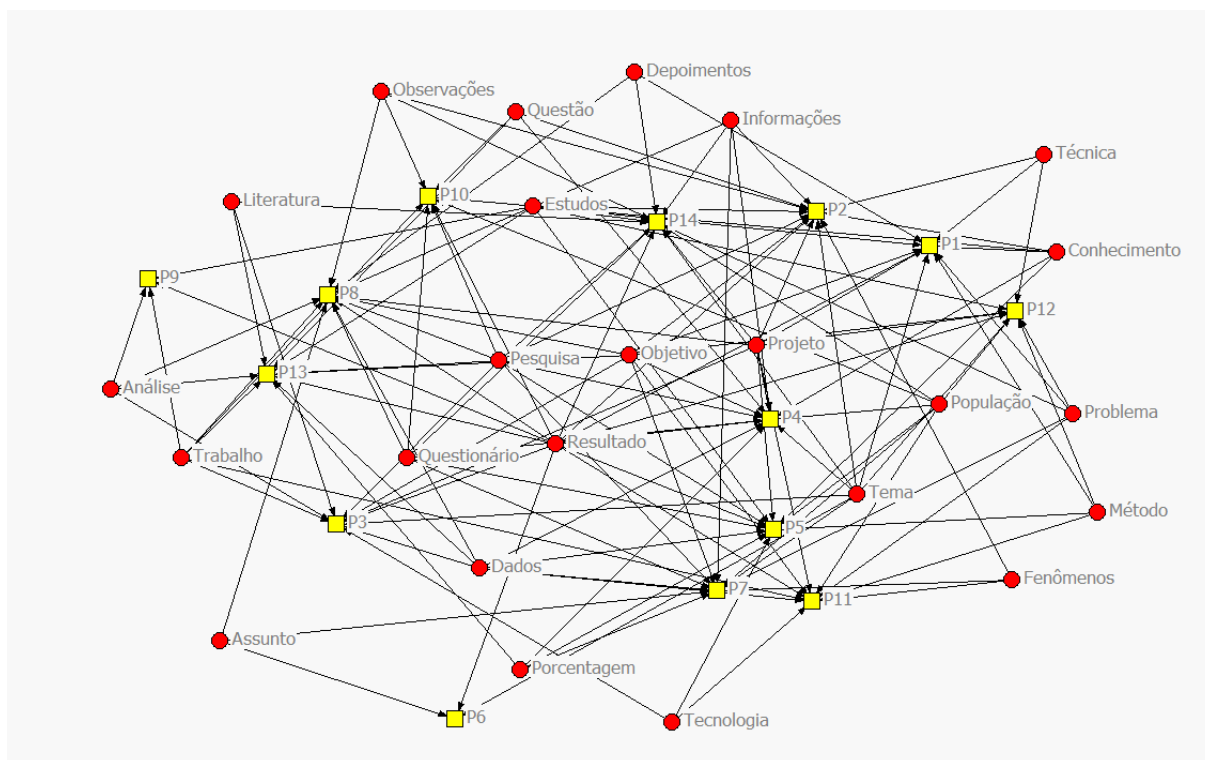 Depoimentos
Observações
Questão
Informações
Técnica
P10
Literatura
Estudos
P14
P2
P1
Conhecimento
P9
P8
P12
Projeto
Pesquisa
Objetivo
P13
Análise
População
Problema
P4
Resultado
Trabalho
Questionário
Tema
Método
P3
P5
Dados
Fenômenos
P7
P11
Assunto
Porcentagem
P6
Tecnologia